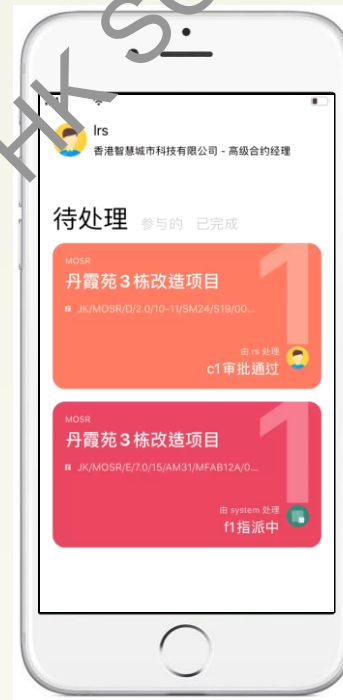 HK SC
lrs
香港智慧城市科技有限公司 - 高级合约经理
待处理 参与的 已完成
MOSR
丹霞苑3栋改造项目
JK/MOSR/D/2.0/10-11/SM24/S19/00...
1
由 rs 处理
c1审批通过
MOSR
丹霞苑3栋改造项目
JK/MOSR/E/7.0/15/AM31/MFAB12A/0...
1
由 system 处理
f1指派中